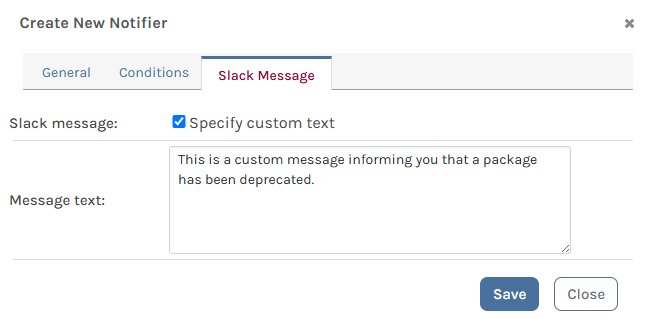 Create New Notifier
General Conditions Slack Message
Slack message: Specify custom text
This is a custom message informing you that a package
has been deprecated.
Message text:
Save Close